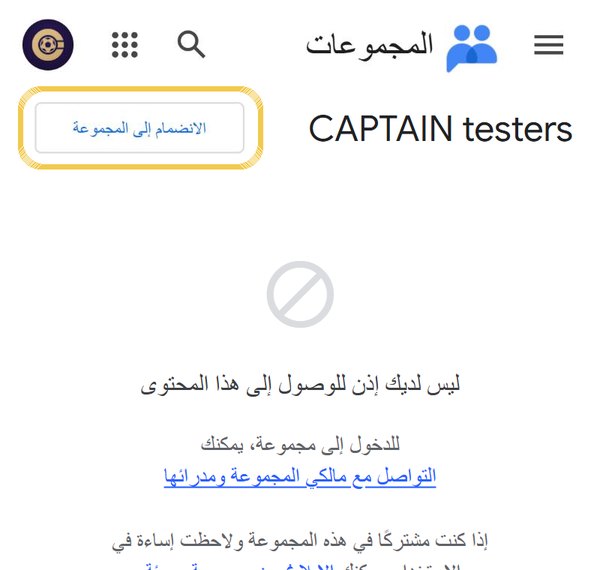 المجموعات
CAPTAIN testers
الانضمام إلى المجموعة
ليس لديك إذن للوصول إلى هذا المحتوى
للدخول إلى مجموعة، يمكنك
التواصل مع مالكي المجموعة ومدرائها
إذا كنت مشتركًا في هذه المجموعة ولاحظت إساءة في